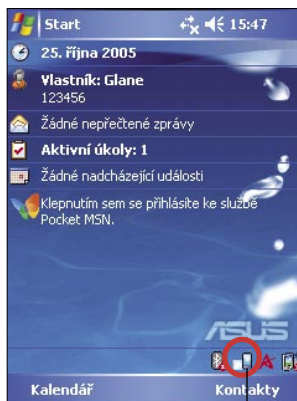 Start 15:47
25. října 2005
Vlastník: Glane
123456
Žádné nepřečtené zprávy
Aktivní úkoly: 1
Žádné nadcházející události
Klepnutím sem se přihlásíte ke službě
Pocket MSN.
ASUS
Kalendář Kontakty